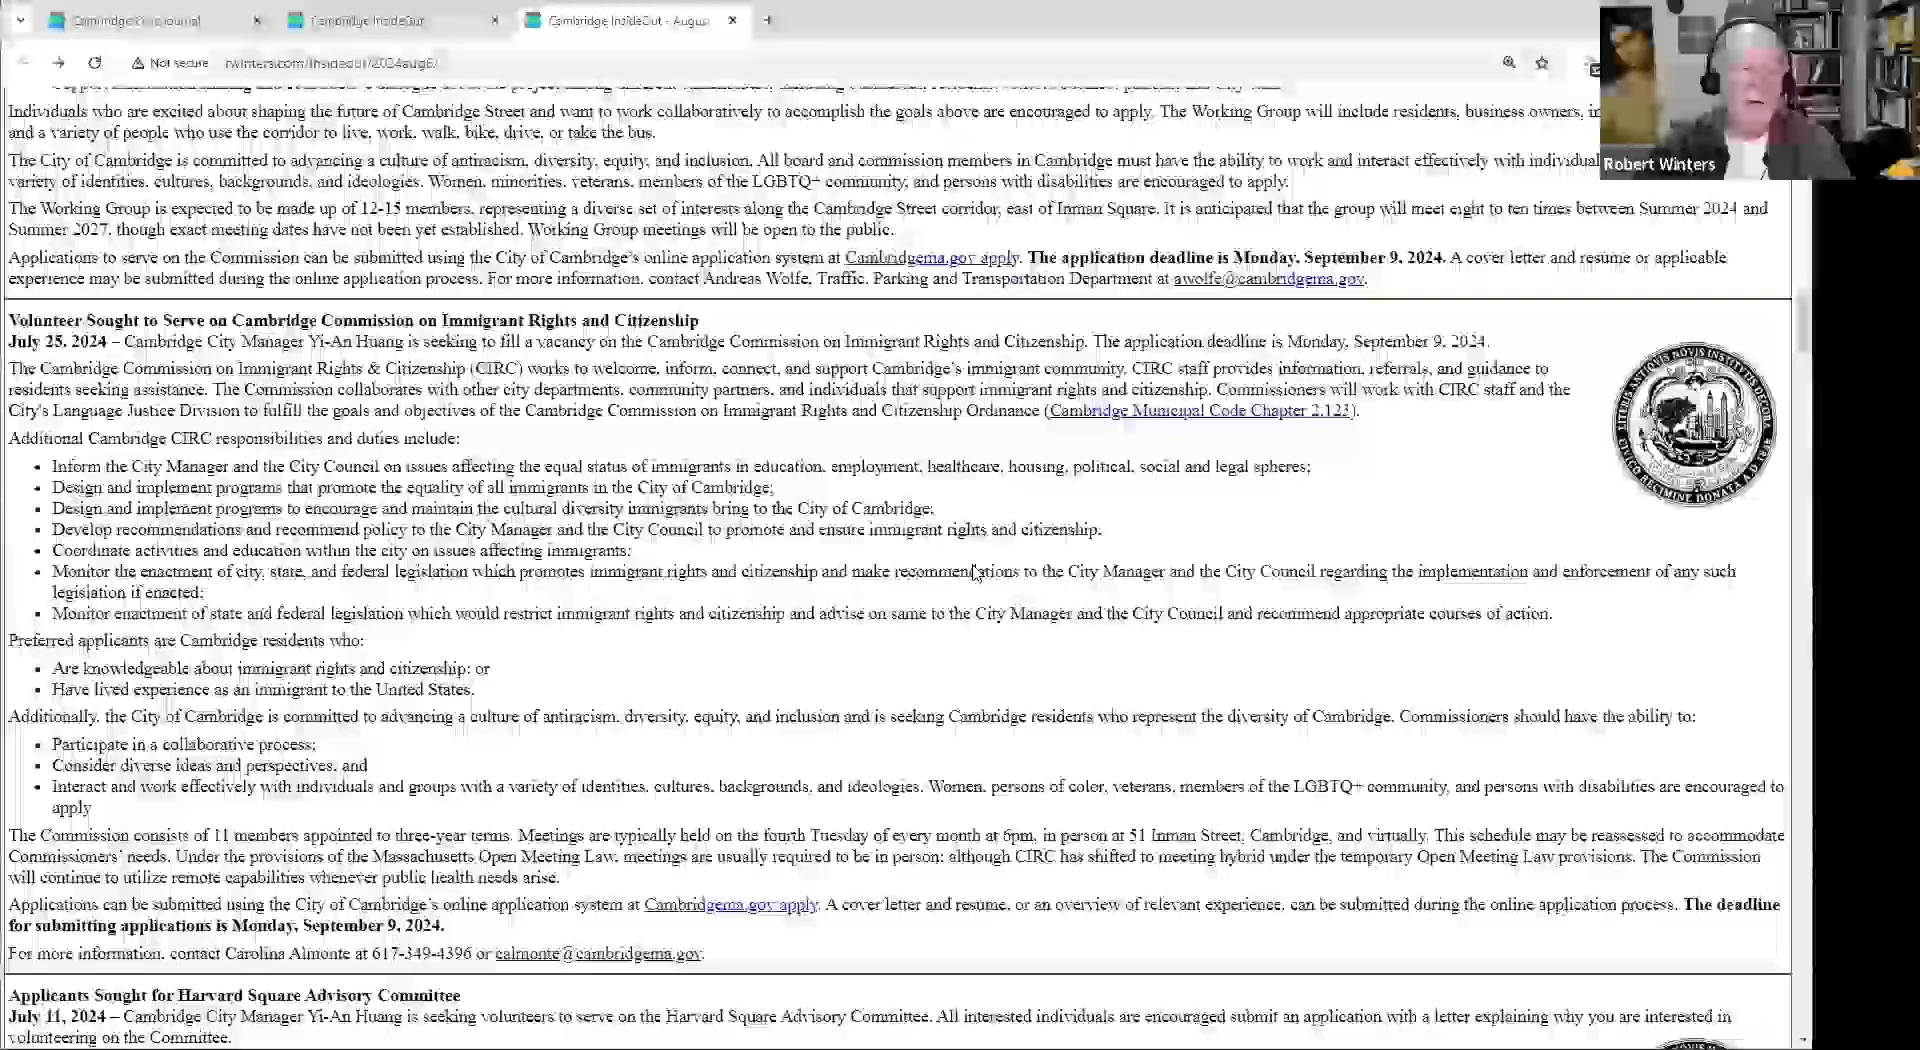 Cambridge Civic Journal
Cambridge InsideOut
Cambridge InsideOut - Augus
Not secure
rwinters.com/insideout/2024aug6/
Individuals who are excited about shaping the future of Cambridge Street and want to work collaboratively to accomplish the goals above are encouraged to apply. The Working Group will include residents, business owners, in
and a variety of people who use the corridor to live, work, walk, bike, drive, or take the bus.
The City of Cambridge is committed to advancing a culture of antiracism, diversity, equity, and inclusion. All board and commission members in Cambridge must have the ability to work and interact effectively with individual
variety of identities, cultures, backgrounds, and ideologies. Women, minorities, veterans, members of the LGBTQ+ community, and persons with disabilities are encouraged to apply.
Robert Winters
The Working Group is expected to be made up of 12-15 members, representing a diverse set of interests along the Cambridge Street corridor, east of Inman Square. It is anticipated that the group will meet eight to ten times between Summer 2024 and
Summer 2027, though exact meeting dates have not been yet established. Working Group meetings will be open to the public.
Applications to serve on the Commission can be submitted using the City of Cambridge's online application system at Cambridgema.gov/apply. The application deadline is Monday, September 9, 2024. A cover letter and resume or applicable
experience may be submitted during the online application process. For more information, contact Andreas Wolfe, Traffic, Parking and Transportation Department at awolfe@cambridgema.gov.
Volunteer Sought to Serve on Cambridge Commission on Immigrant Rights and Citizenship
July 25, 2024 – Cambridge City Manager Yi-An Huang is seeking to fill a vacancy on the Cambridge Commission on Immigrant Rights and Citizenship. The application deadline is Monday, September 9, 2024.
The Cambridge Commission on Immigrant Rights & Citizenship (CIRC) works to welcome, inform, connect, and support Cambridge's immigrant community. CIRC staff provides information, referrals, and guidance to
residents seeking assistance. The Commission collaborates with other city departments, community partners, and individuals that support immigrant rights and citizenship. Commissioners will work with CIRC staff and the
City's Language Justice Division to fulfill the goals and objectives of the Cambridge Commission on Immigrant Rights and Citizenship Ordinance (Cambridge Municipal Code Chapter 2.123).
Additional Cambridge CIRC responsibilities and duties include:
• Inform the City Manager and the City Council on issues affecting the equal status of immigrants in education, employment, healthcare, housing, political, social and legal spheres;
• Design and implement programs that promote the equality of all immigrants in the City of Cambridge;
• Design and implement programs to encourage and maintain the cultural diversity immigrants bring to the City of Cambridge;
• Develop recommendations and recommend policy to the City Manager and the City Council to promote and ensure immigrant rights and citizenship.
• Coordinate activities and education within the city on issues affecting immigrants;
• Monitor the enactment of city, state, and federal legislation which promotes immigrant rights and citizenship and make recommendations to the City Manager and the City Council regarding the implementation and enforcement of any such
legislation if enacted;
• Monitor enactment of state and federal legislation which would restrict immigrant rights and citizenship and advise on same to the City Manager and the City Council and recommend appropriate courses of action.
Preferred applicants are Cambridge residents who:
• Are knowledgeable about immigrant rights and citizenship; or
• Have lived experience as an immigrant to the United States.
Additionally, the City of Cambridge is committed to advancing a culture of antiracism, diversity, equity, and inclusion and is seeking Cambridge residents who represent the diversity of Cambridge. Commissioners should have the ability to:
• Participate in a collaborative process;
• Consider diverse ideas and perspectives, and
• Interact and work effectively with individuals and groups with a variety of identities, cultures, backgrounds, and ideologies. Women, persons of color, veterans, members of the LGBTQ+ community, and persons with disabilities are encouraged to
apply
The Commission consists of 11 members appointed to three-year terms. Meetings are typically held on the fourth Tuesday of every month at 6pm, in person at 51 Inman Street, Cambridge, and virtually. This schedule may be reassessed to accommodate
Commissioners' needs. Under the provisions of the Massachusetts Open Meeting Law, meetings are usually required to be in person; although CIRC has shifted to meeting hybrid under the temporary Open Meeting Law provisions. The Commission
will continue to utilize remote capabilities whenever public health needs arise.
Applications can be submitted using the City of Cambridge's online application system at Cambridgema.gov/apply. A cover letter and resume, or an overview of relevant experience, can be submitted during the online application process. The deadline
for submitting applications is Monday, September 9, 2024.
For more information, contact Carolina Almonte at 617-349-4396 or calmonte@cambridgema.gov.
Applicants Sought for Harvard Square Advisory Committee
July 11, 2024 – Cambridge City Manager Yi-An Huang is seeking volunteers to serve on the Harvard Square Advisory Committee. All interested individuals are encouraged submit an application with a letter explaining why you are interested in
volunteering on the Committee.